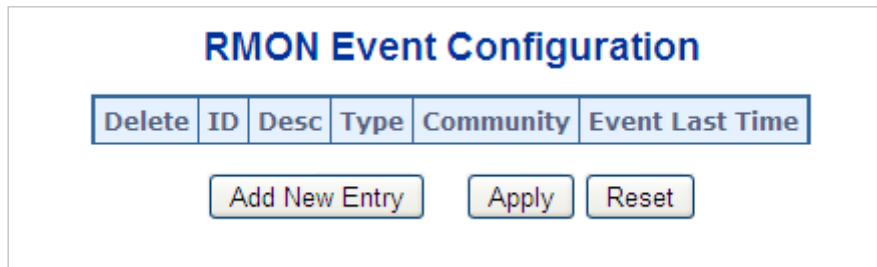 RMON Event Configuration
Delete ID Desc Type Community Event Last Time
Add New Entry Apply Reset